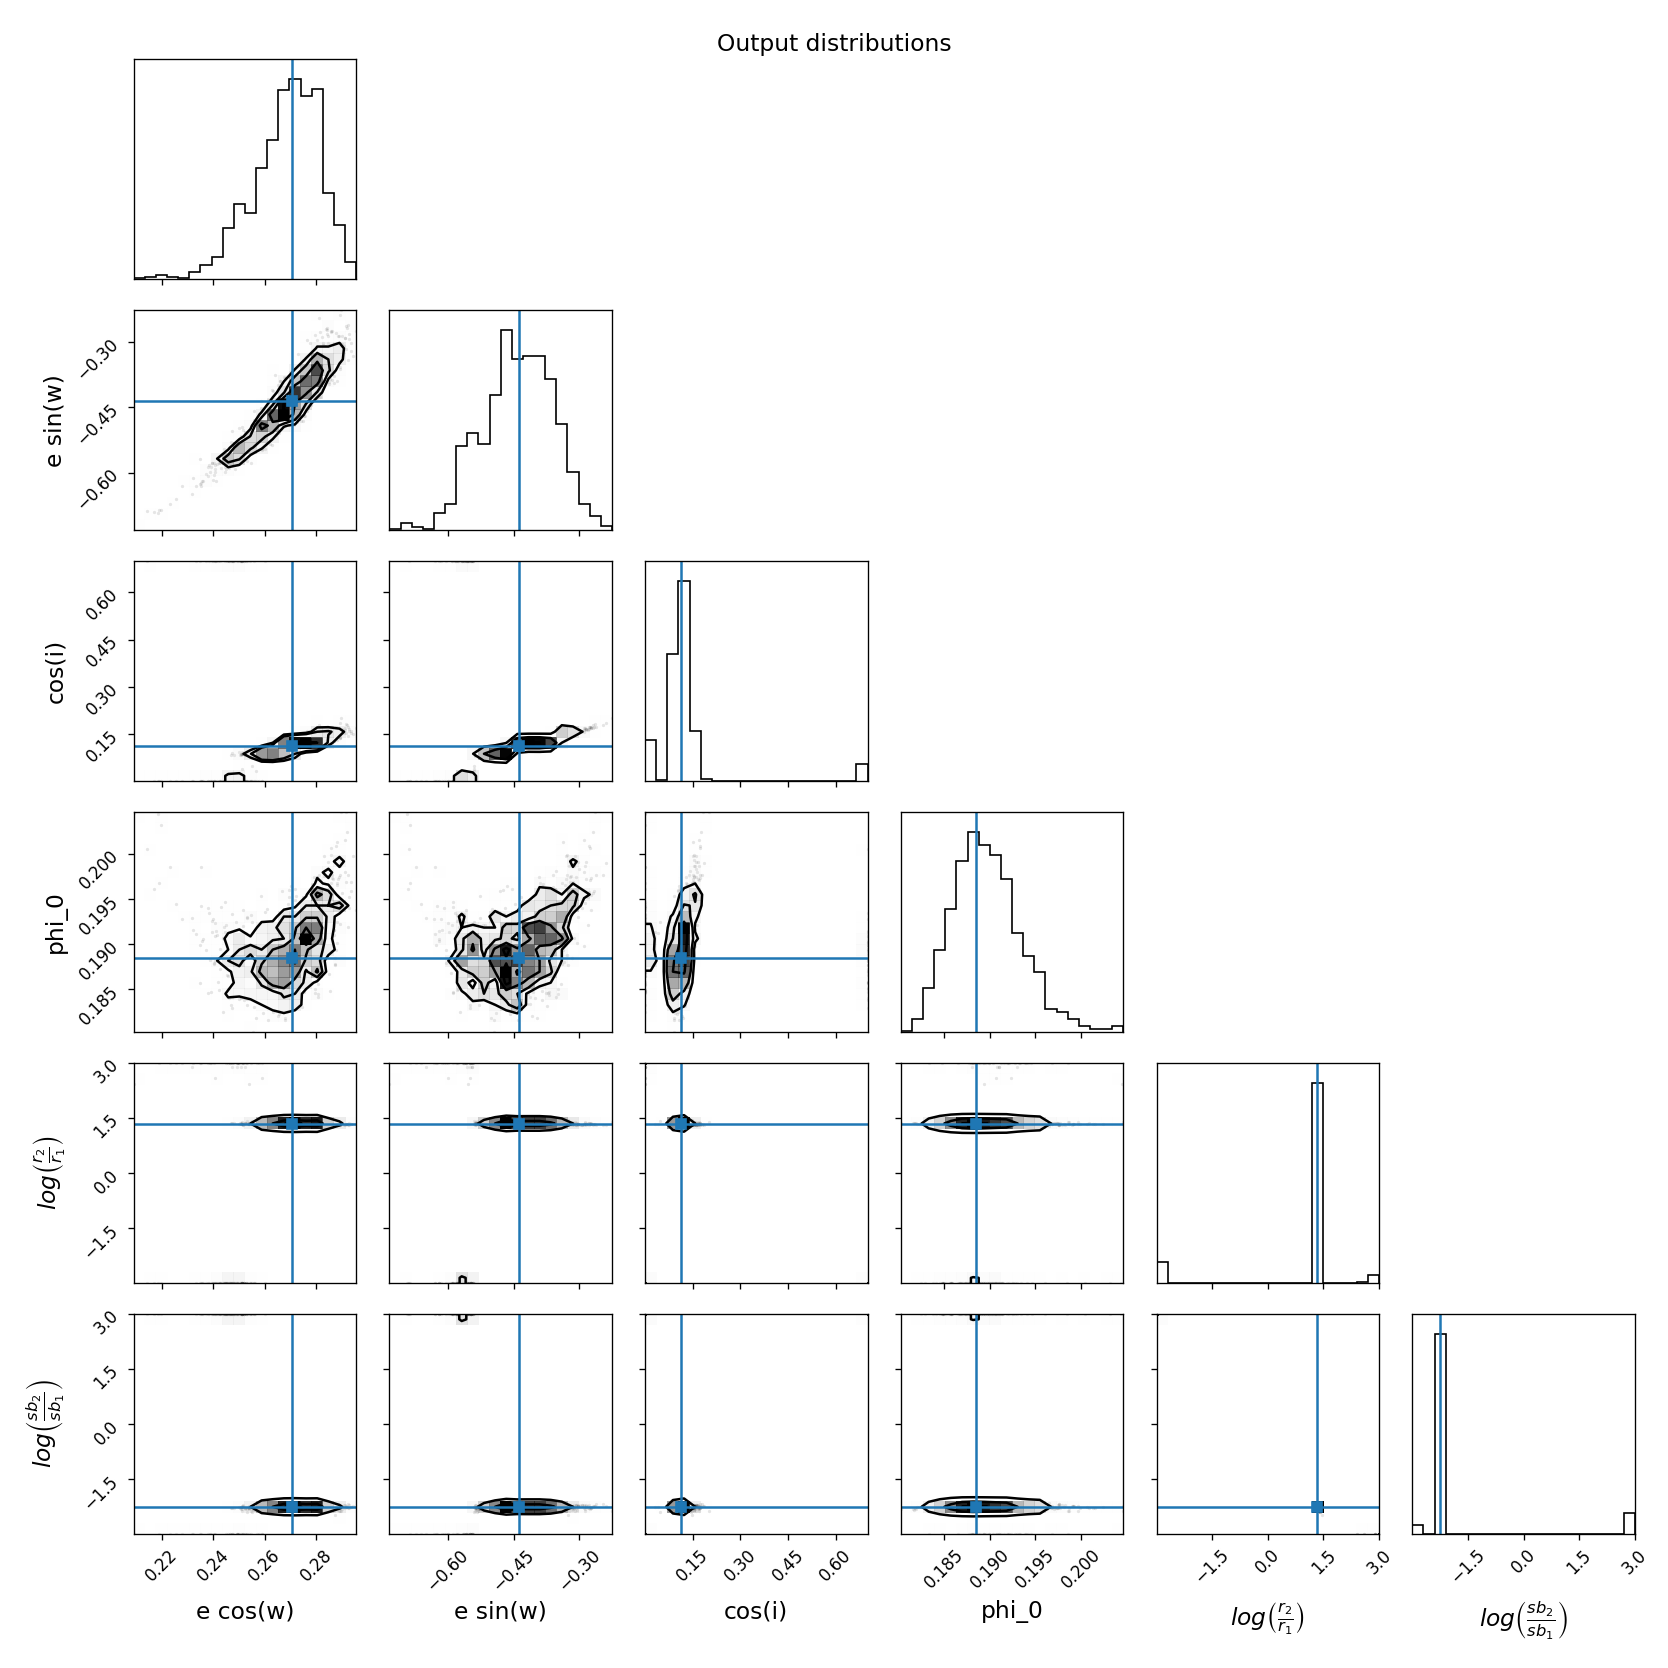 Output distributions
e sin(w)
−0.30
−0.45
−0.60
cos(i)
0.60
0.45
0.30
0.15
phi_0
0.200
0.195
0.190
0.185
log(r₂/r₁)
3.0
1.5
0.0
−1.5
log(sb₂/sb₁)
3.0
1.5
0.0
−1.5
0.22 0.24 0.26 0.28
−0.60 −0.45 −0.30
0.15 0.30 0.45 0.60
0.185 0.190 0.195 0.200
−1.5 0.0 1.5 3.0
−1.5 0.0 1.5 3.0
e cos(w) e sin(w) cos(i) phi_0 log(r₂/r₁) log(sb₂/sb₁)